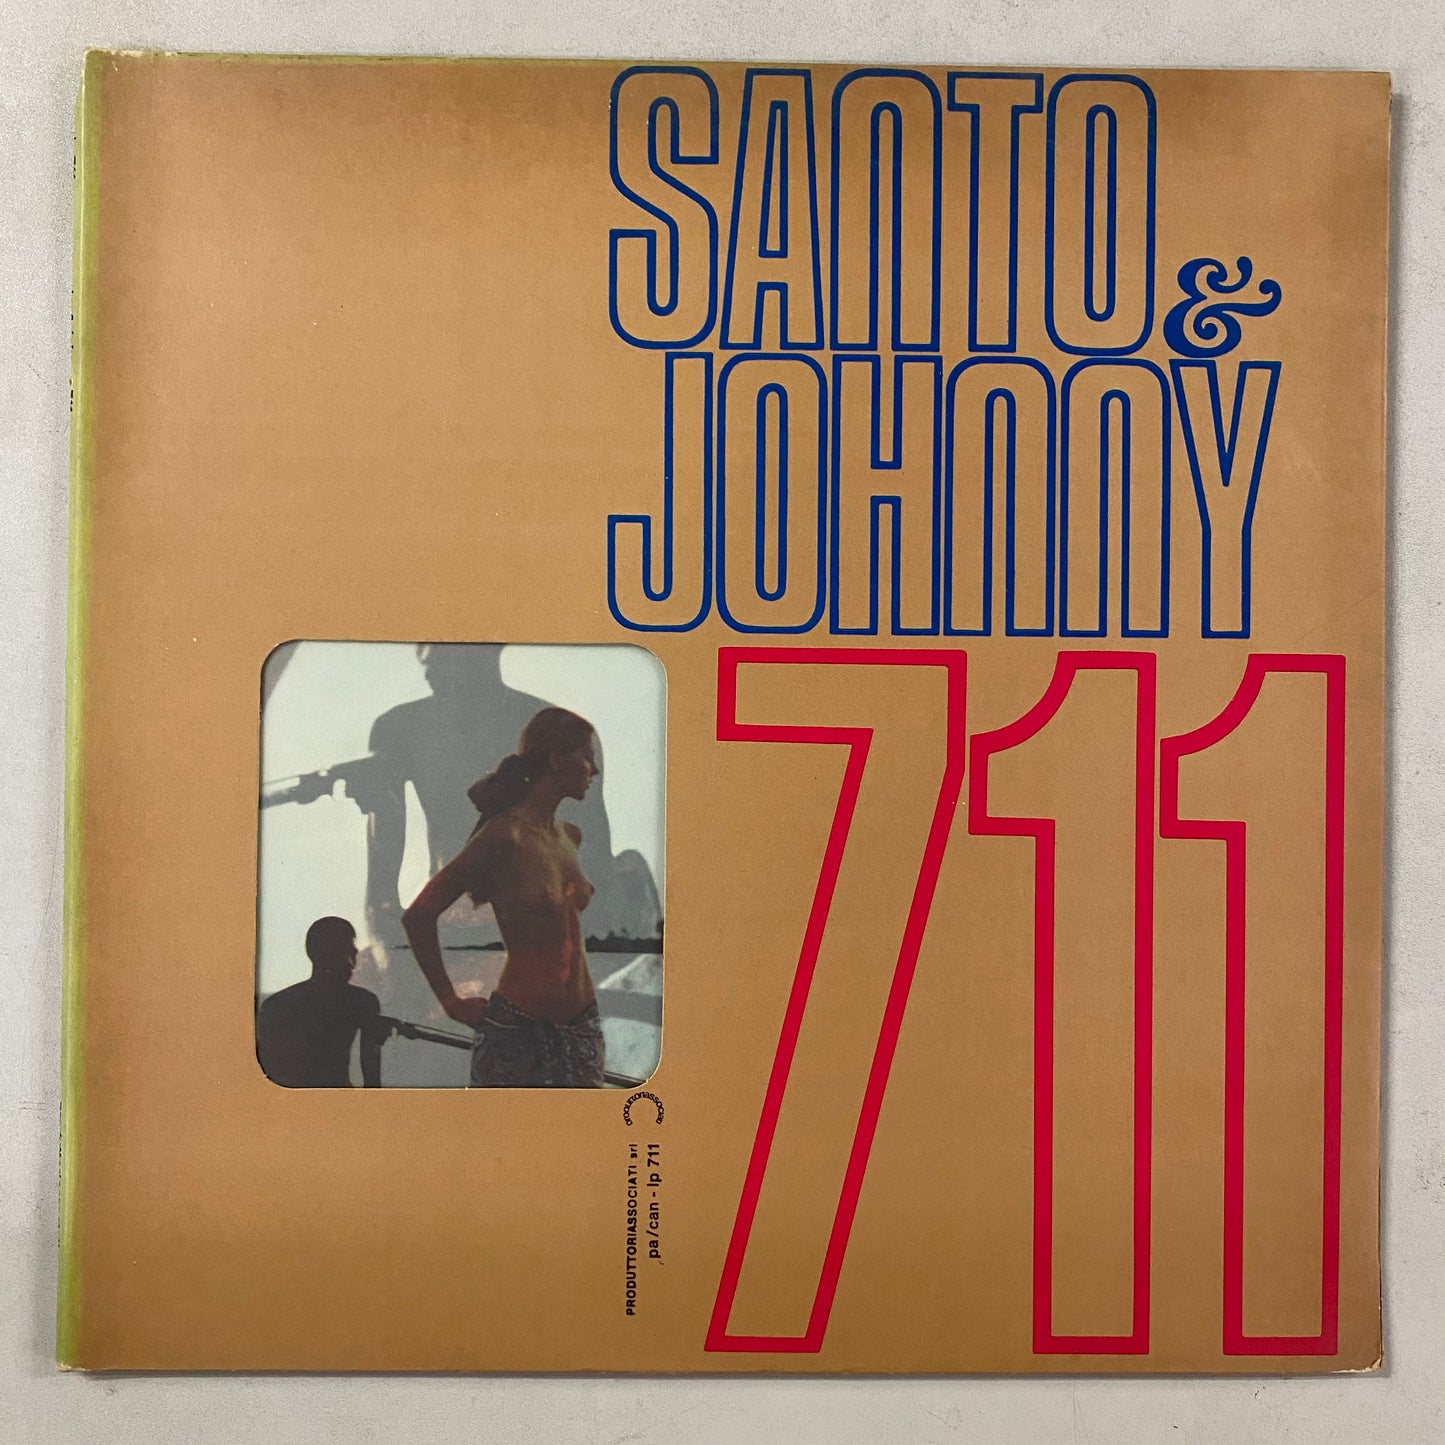 SANTO
&
JOHNNY
711
produttoriassociati
PRODUTTORIASSOCIATI srl
pa/can - lp 711